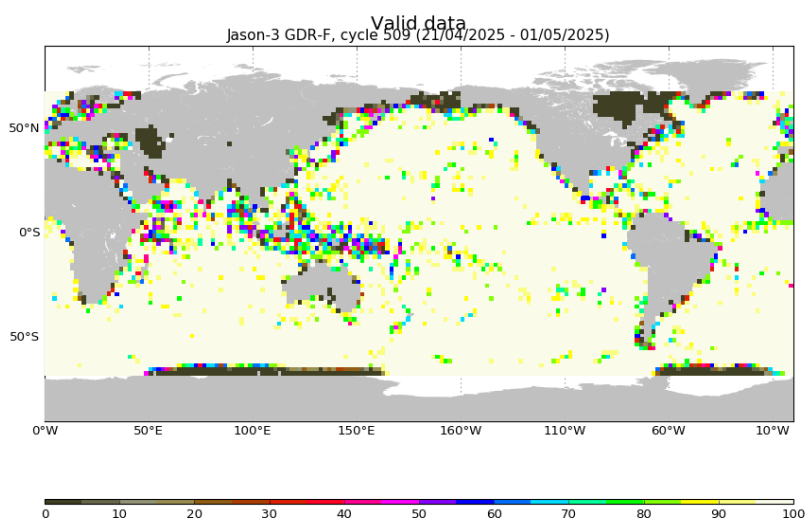 Valid data
Jason-3 GDR-F, cycle 509 (21/04/2025 - 01/05/2025)
50°N
0°S
50°S
0°W 50°E 100°E 150°E 160°W 110°W 60°W 10°W
0 10 20 30 40 50 60 70 80 90 100